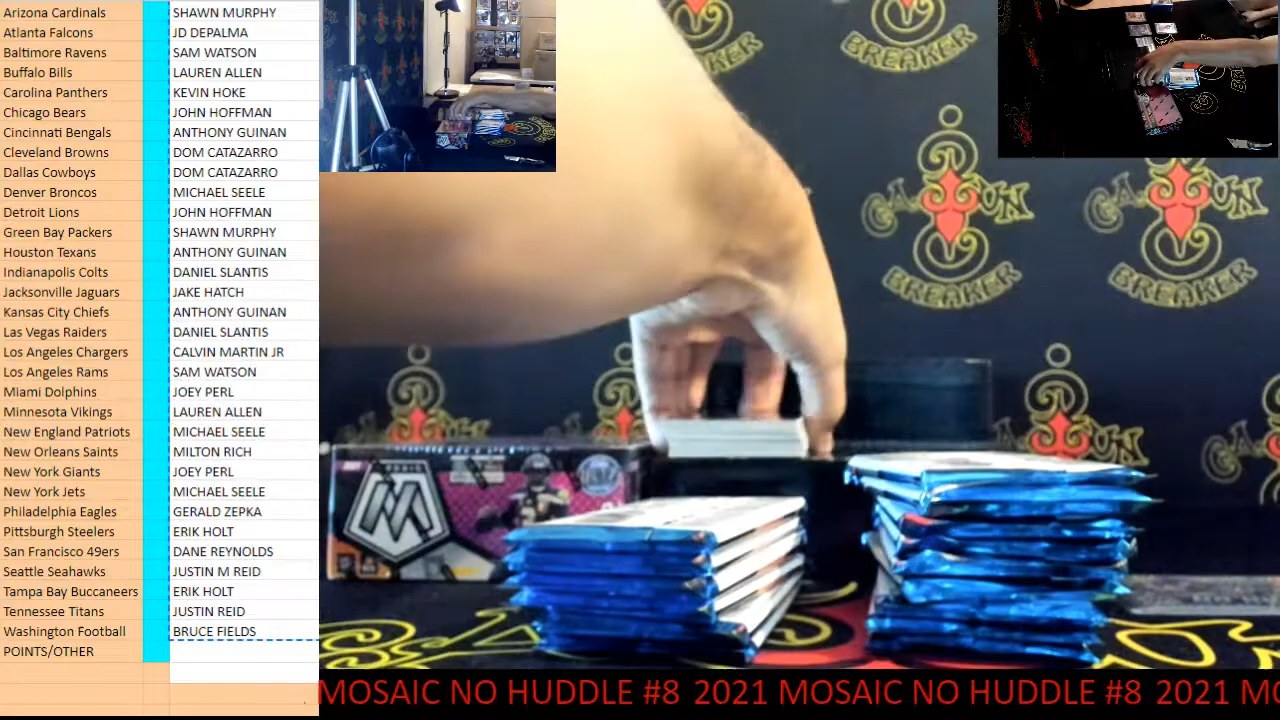 Arizona Cardinals SHAWN MURPHY
Atlanta Falcons JD DEPALMA
Baltimore Ravens SAM WATSON
Buffalo Bills LAUREN ALLEN
Carolina Panthers KEVIN HOKE
Chicago Bears JOHN HOFFMAN
Cincinnati Bengals ANTHONY GUINAN
Cleveland Browns DOM CATAZARRO
Dallas Cowboys DOM CATAZARRO
Denver Broncos MICHAEL SEELE
Detroit Lions JOHN HOFFMAN
Green Bay Packers SHAWN MURPHY
Houston Texans ANTHONY GUINAN
Indianapolis Colts DANIEL SLANTIS
Jacksonville Jaguars JAKE HATCH
Kansas City Chiefs ANTHONY GUINAN
Las Vegas Raiders DANIEL SLANTIS
Los Angeles Chargers CALVIN MARTIN JR
Los Angeles Rams SAM WATSON
Miami Dolphins JOEY PERL
Minnesota Vikings LAUREN ALLEN
New England Patriots MICHAEL SEELE
New Orleans Saints MILTON RICH
New York Giants JOEY PERL
New York Jets MICHAEL SEELE
Philadelphia Eagles GERALD ZEPKA
Pittsburgh Steelers ERIK HOLT
San Francisco 49ers DANE REYNOLDS
Seattle Seahawks JUSTIN M REID
Tampa Bay Buccaneers ERIK HOLT
Tennessee Titans JUSTIN REID
Washington Football BRUCE FIELDS
POINTS/OTHER
CAJUN
BREAKER
CAJUN
BREAKER
BREAKER
BREAKER
MOSAIC NO HUDDLE #8 2021 MOSAIC NO HUDDLE #8 2021 MO